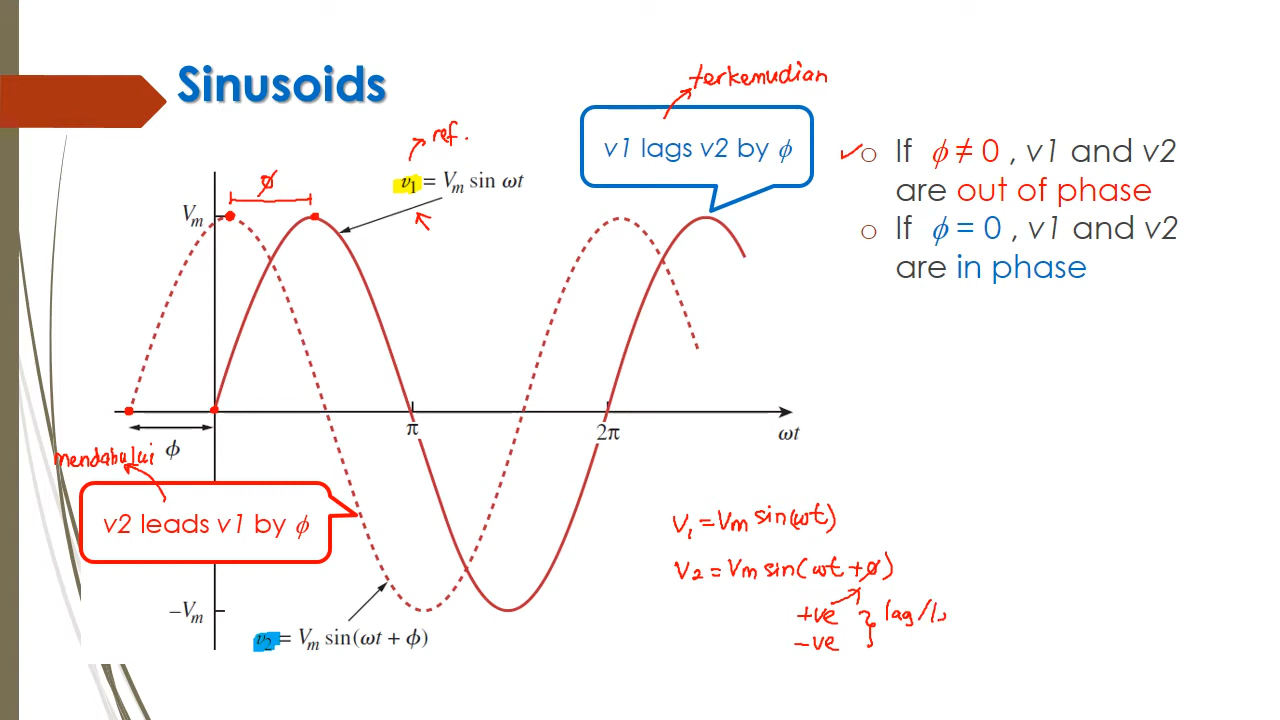 Sinusoids
terkemudian
v1 lags v2 by ϕ
ref.
v₁ = Vₘ sin ωt
ϕ
Vₘ
If ϕ ≠ 0 , v1 and v2
are out of phase
If ϕ = 0 , v1 and v2
are in phase
π
2π
ωt
ϕ
mendahului
v2 leads v1 by ϕ
−Vₘ
v₂ = Vₘ sin(ωt + ϕ)
V₁ = Vm sin(ωt)
V₂ = Vm sin(ωt + ϕ)
+ve
lag/
−ve